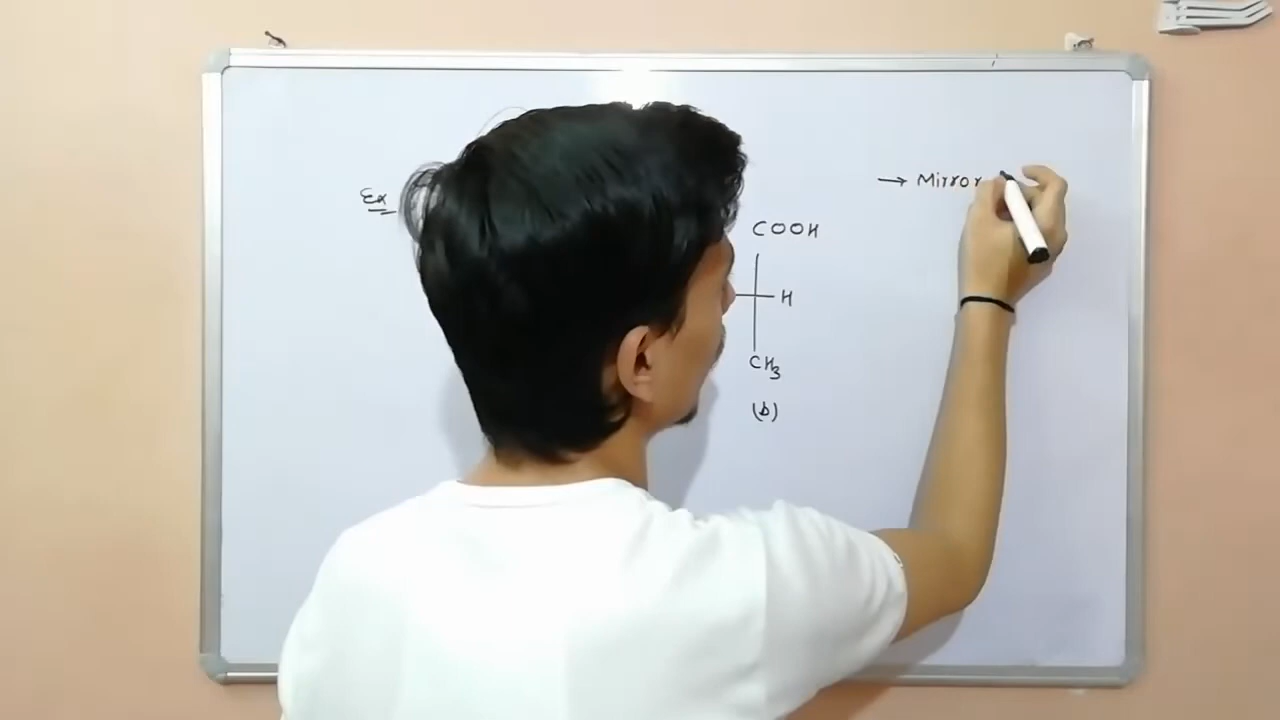 Ex
→ Mirror
COOH
H
CH3
(b)